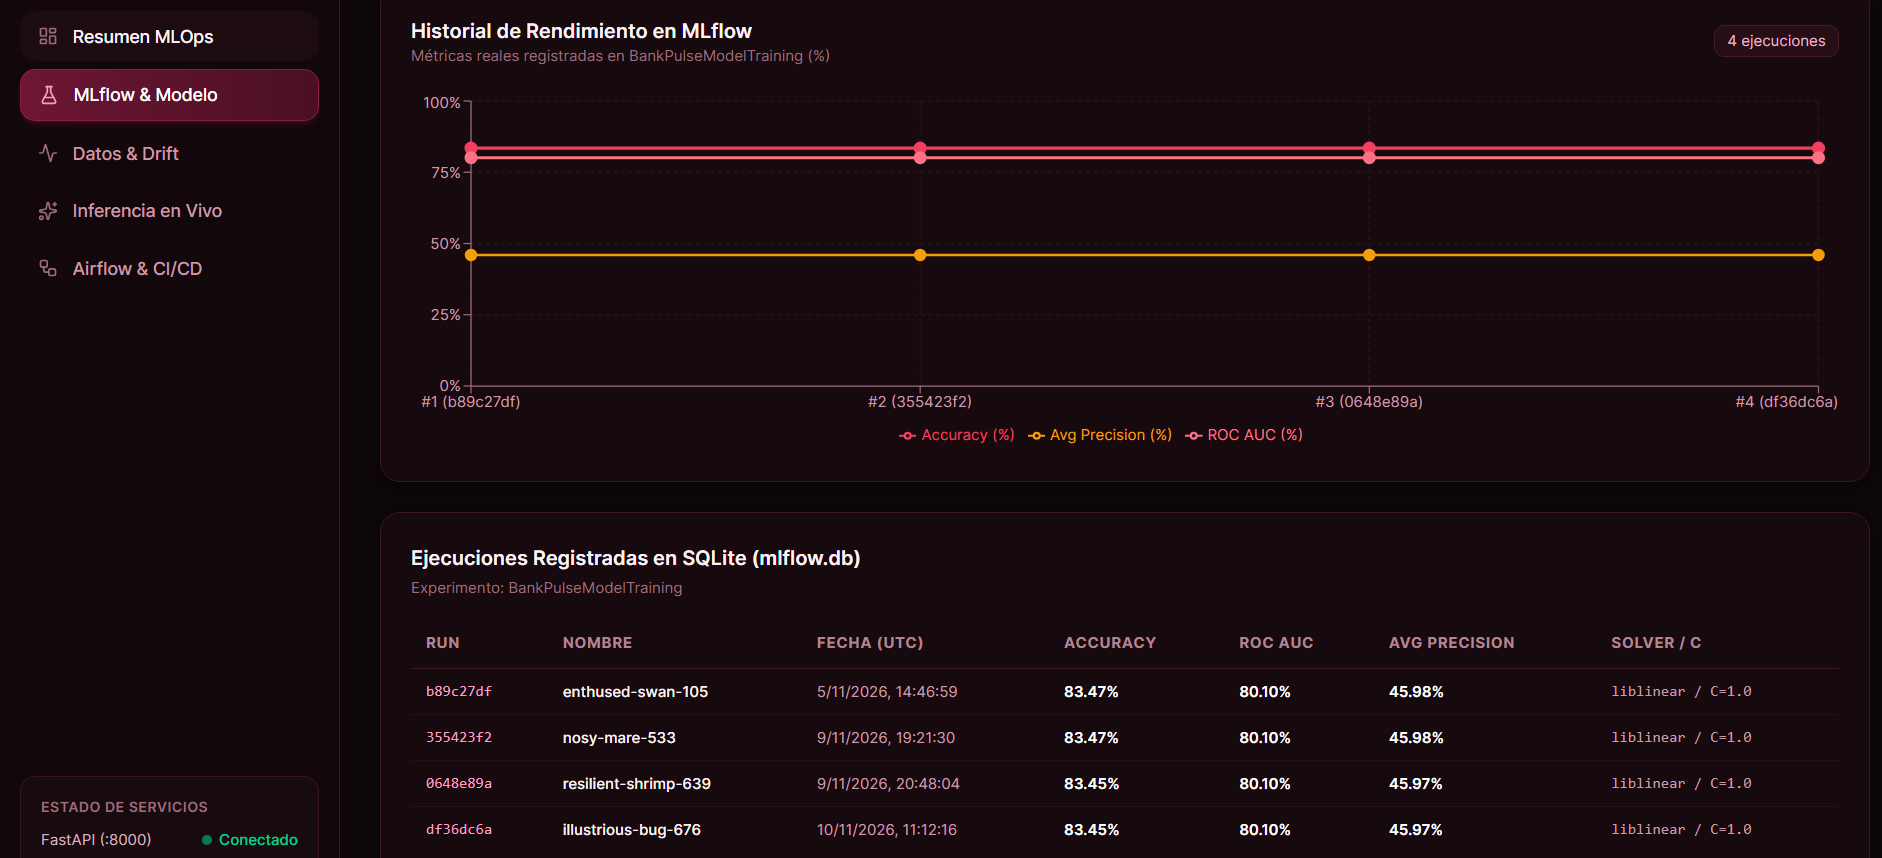 Resumen MLOps
MLflow & Modelo
Datos & Drift
Inferencia en Vivo
Airflow & CI/CD
ESTADO DE SERVICIOS
FastAPI (:8000) Conectado
Historial de Rendimiento en MLflow
Métricas reales registradas en BankPulseModelTraining (%)
4 ejecuciones
100%
75%
50%
25%
0%
#1 (b89c27df) #2 (355423f2) #3 (0648e89a) #4 (df36dc6a)
Accuracy (%) Avg Precision (%) ROC AUC (%)
Ejecuciones Registradas en SQLite (mlflow.db)
Experimento: BankPulseModelTraining
RUN NOMBRE FECHA (UTC) ACCURACY ROC AUC AVG PRECISION SOLVER / C
b89c27df enthused-swan-105 5/11/2026, 14:46:59 83.47% 80.10% 45.98% liblinear / C=1.0
355423f2 nosy-mare-533 9/11/2026, 19:21:30 83.47% 80.10% 45.98% liblinear / C=1.0
0648e89a resilient-shrimp-639 9/11/2026, 20:48:04 83.45% 80.10% 45.97% liblinear / C=1.0
df36dc6a illustrious-bug-676 10/11/2026, 11:12:16 83.45% 80.10% 45.97% liblinear / C=1.0